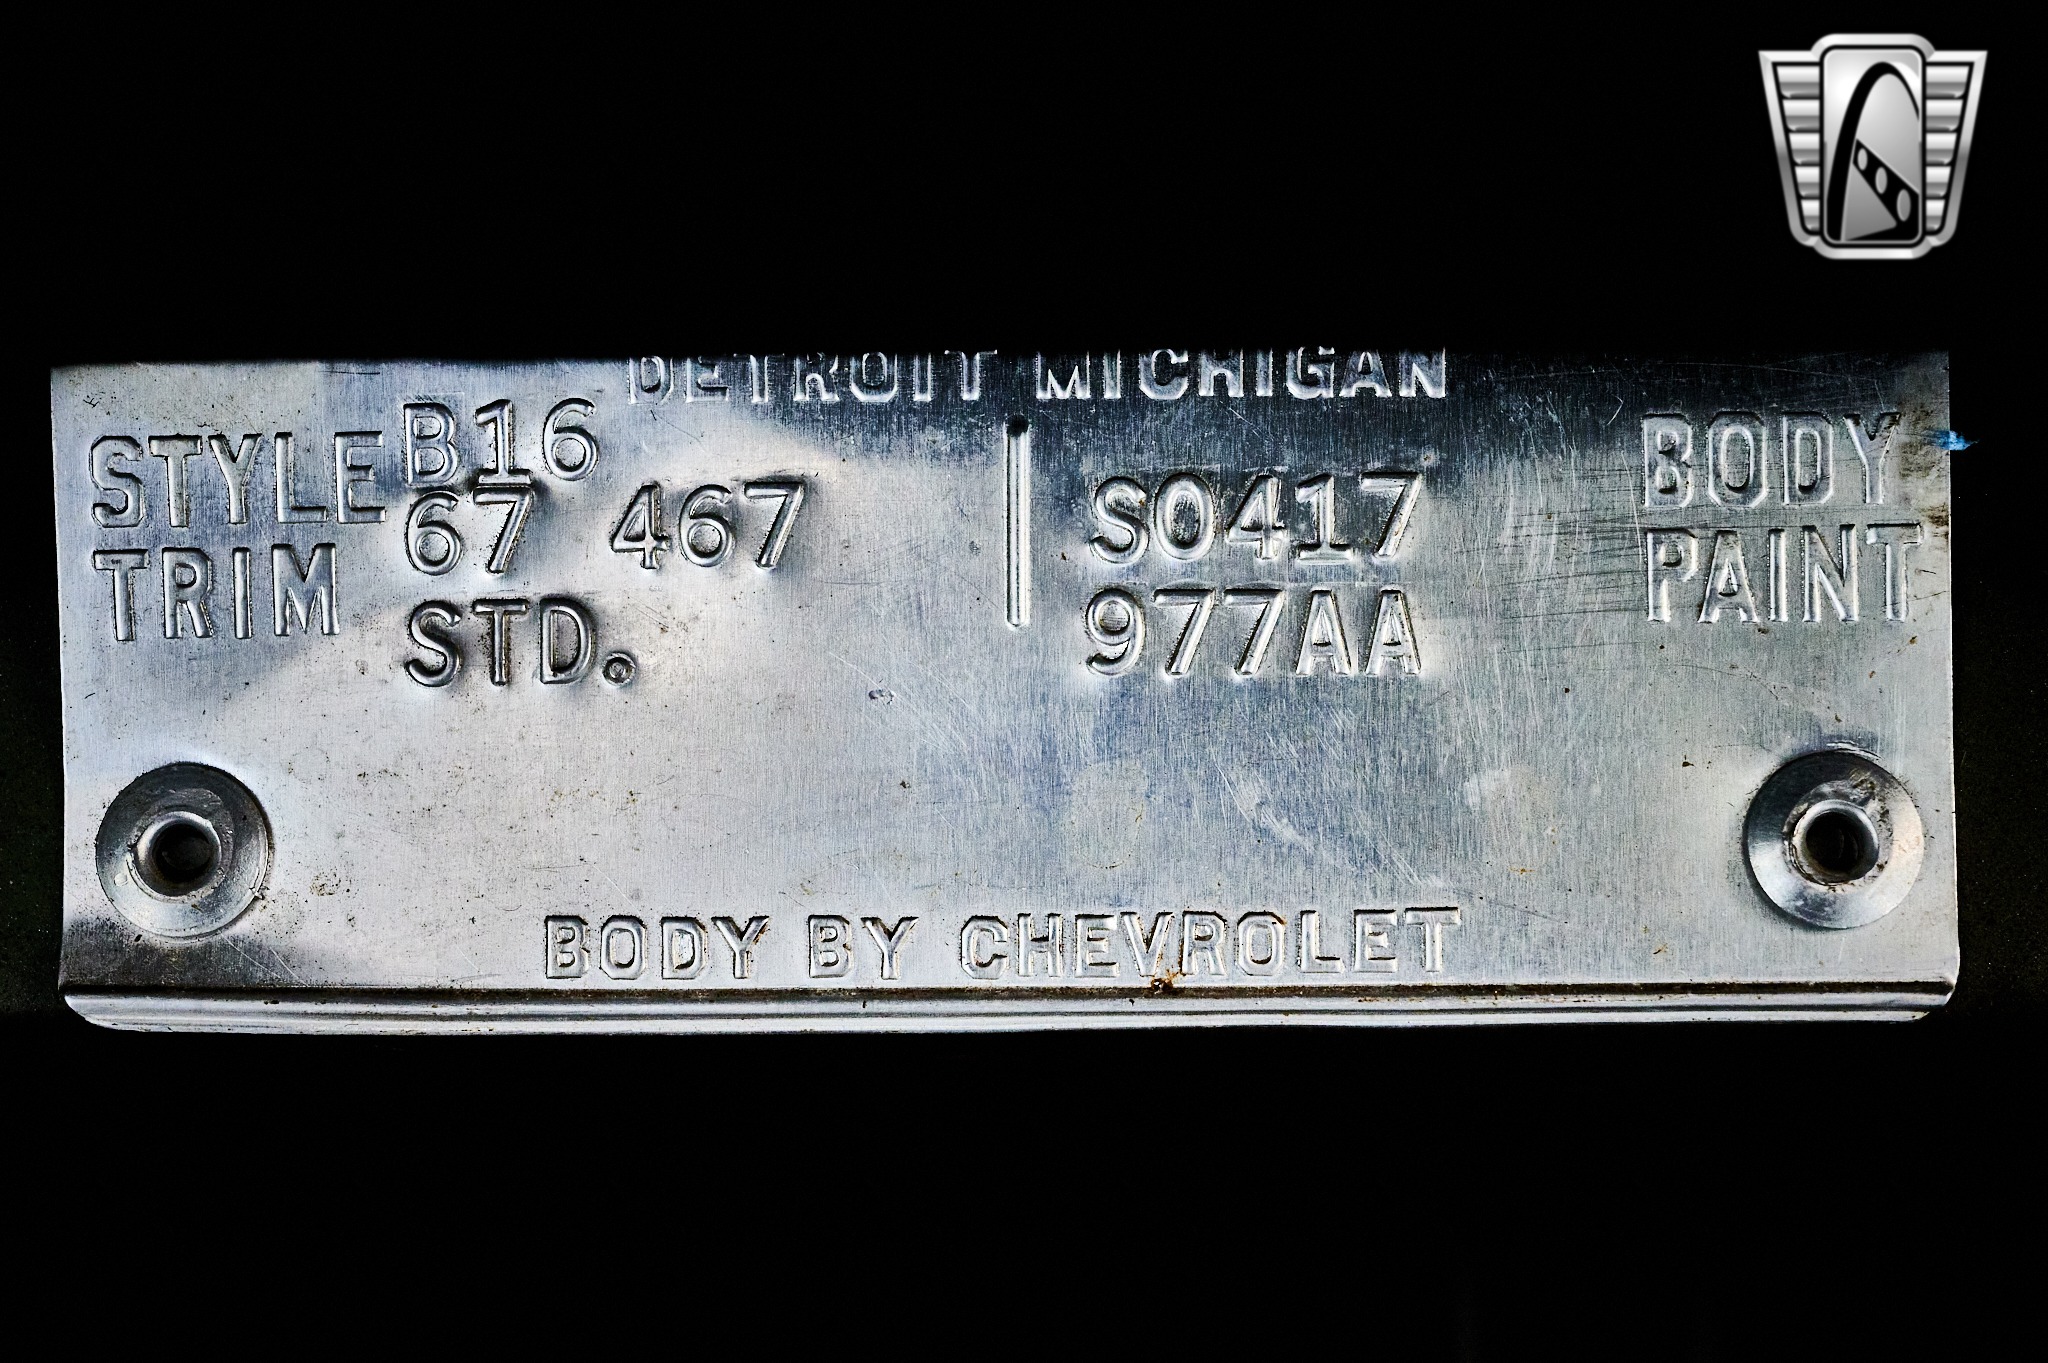 DETROIT MICHIGAN
B16
STYLE 67 467 S0417 BODY
TRIM STD. 977AA PAINT
BODY BY CHEVROLET